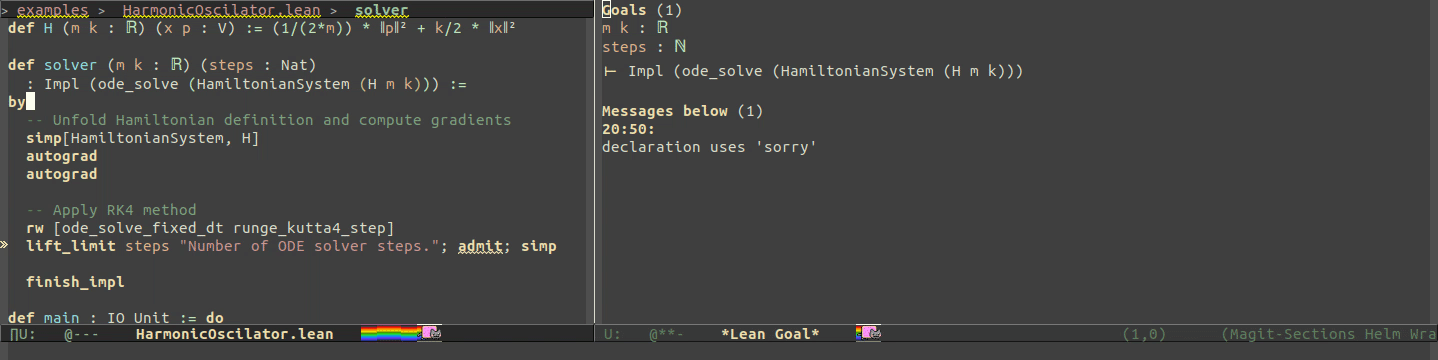 > examples > HarmonicOscilator.lean > solver
def H (m k : ℝ) (x p : V) := (1/(2*m)) * ∥p∥² + k/2 * ∥x∥²
def solver (m k : ℝ) (steps : Nat)
: Impl (ode_solve (HamiltonianSystem (H m k))) :=
by
-- Unfold Hamiltonian definition and compute gradients
simp[HamiltonianSystem, H]
autograd
autograd
-- Apply RK4 method
rw [ode_solve_fixed_dt runge_kutta4_step]
» lift_limit steps "Number of ODE solver steps."; admit; simp
finish_impl
def main : IO Unit := do
∏U: @--- HarmonicOscilator.lean
Goals (1)
m k : ℝ
steps : ℕ
⊢ Impl (ode_solve (HamiltonianSystem (H m k)))
Messages below (1)
20:50:
declaration uses 'sorry'
U: @**- *Lean Goal* (1,0) (Magit-Sections Helm Wra